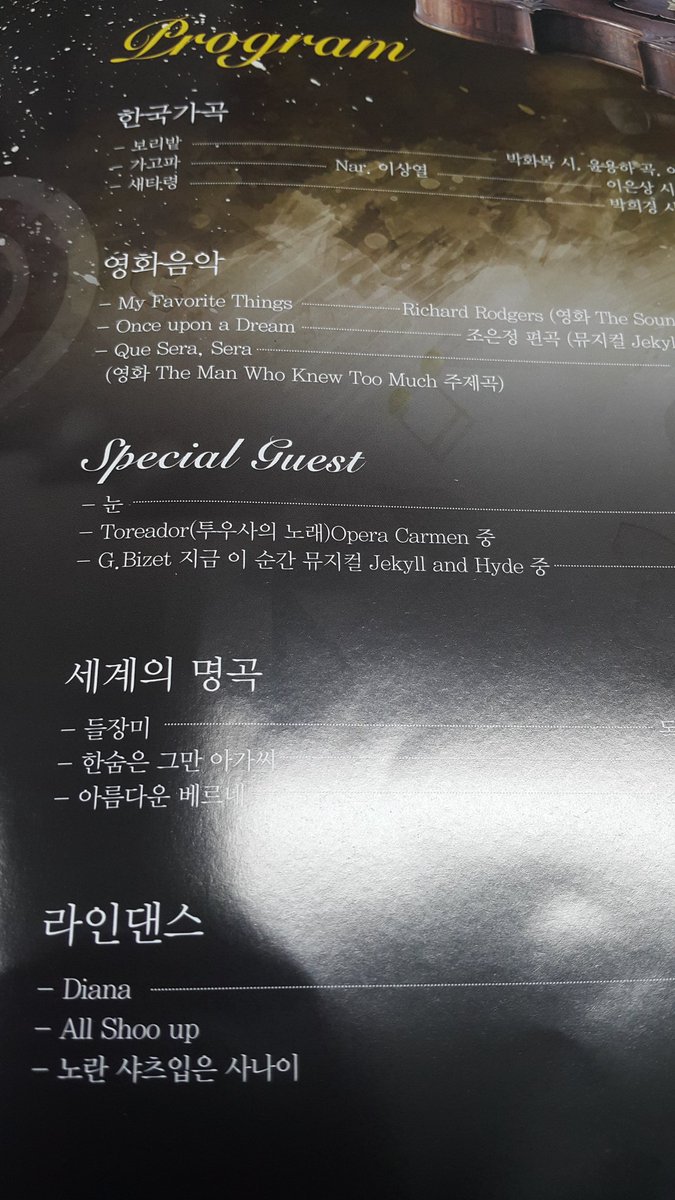 Program
한국가곡
- 보리밭 박화목 시, 윤용하 곡,
- 가고파 Nar. 이상열 이은상 시
- 새타령 박희경 시
영화음악
- My Favorite Things Richard Rodgers (영화 The Soun
- Once upon a Dream 조은정 편곡 (뮤지컬 Jekyl
- Que Sera, Sera
(영화 The Man Who Knew Too Much 주제곡)
Special Guest
- 눈
- Toreador(투우사의 노래)Opera Carmen 중
- G.Bizet 지금 이 순간 뮤지컬 Jekyll and Hyde 중
세계의 명곡
- 들장미
- 한숨은 그만 아가씨
- 아름다운 베르네
라인댄스
- Diana
- All Shoo up
- 노란 샤츠입은 사나이